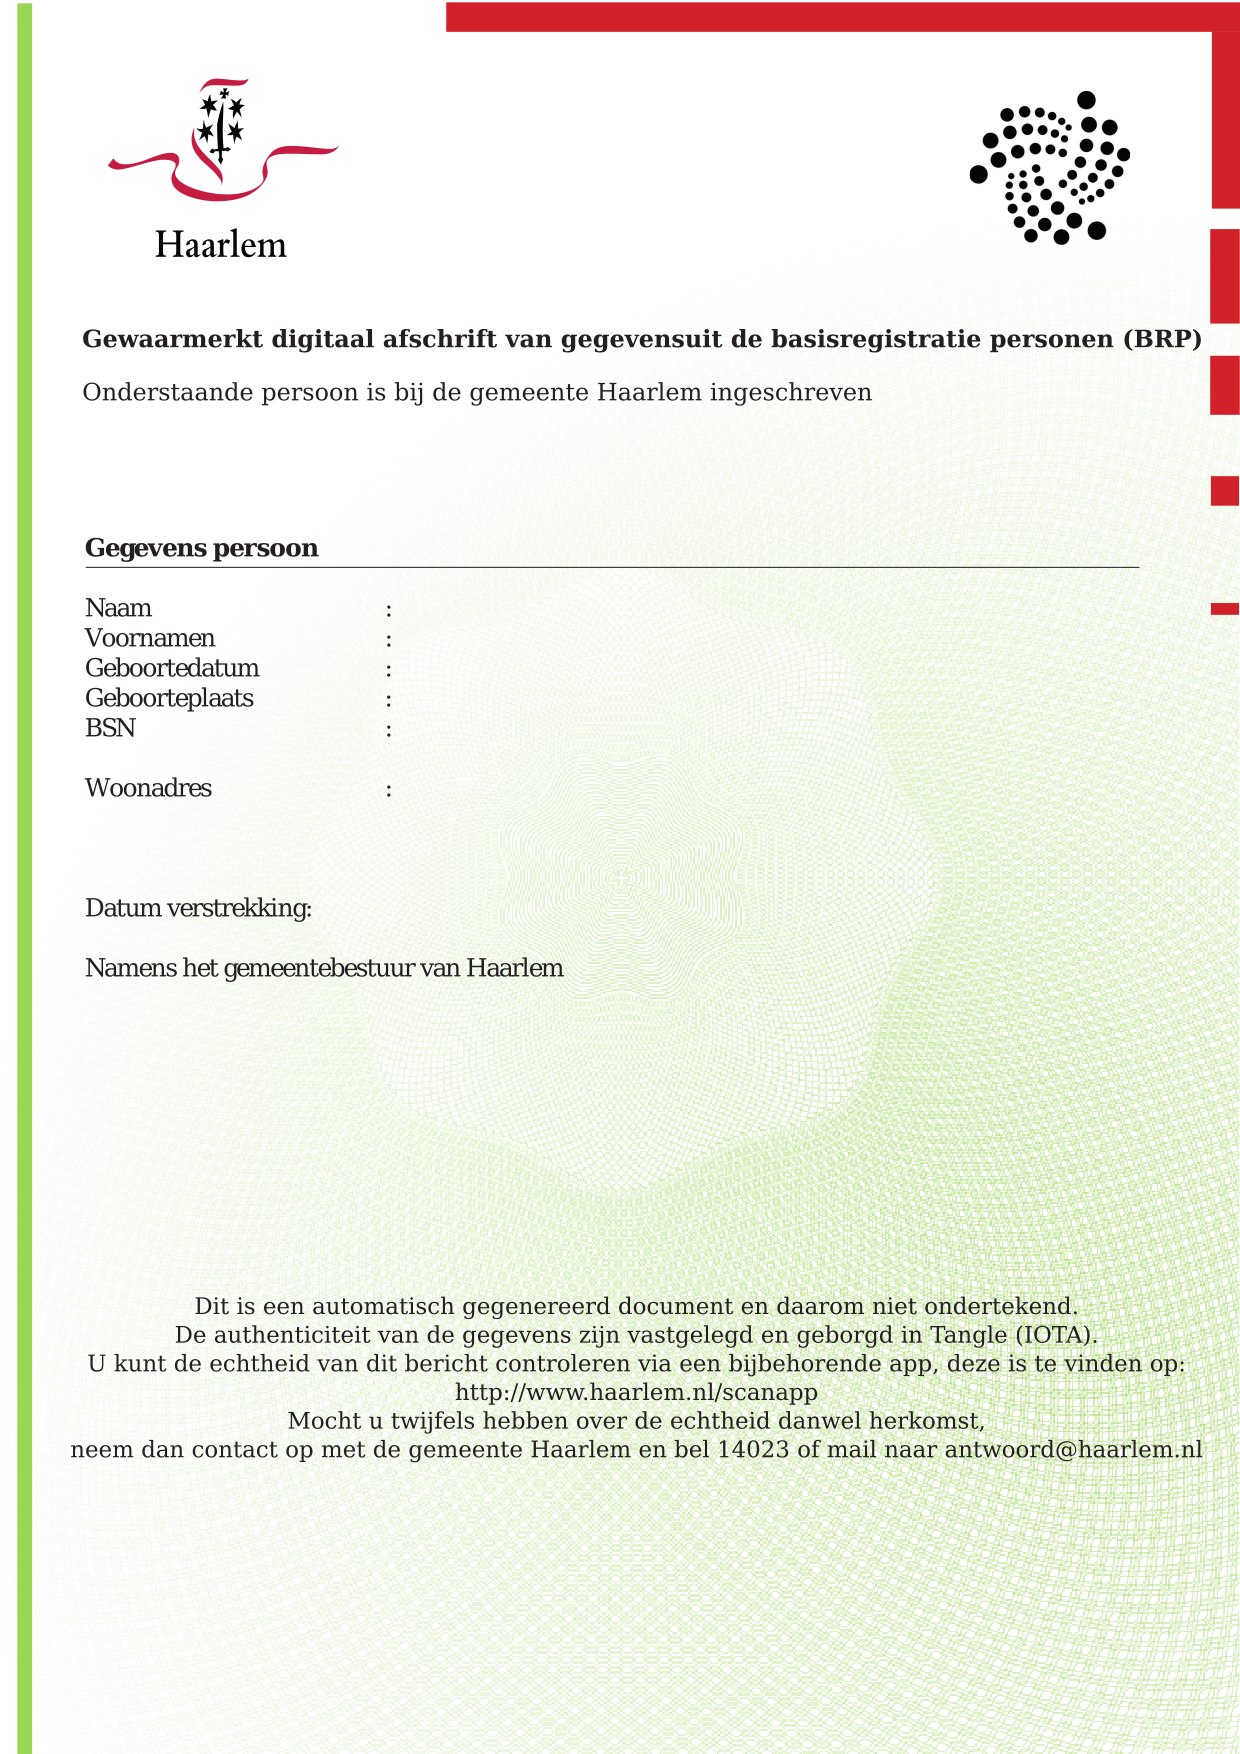 Haarlem
Gewaarmerkt digitaal afschrift van gegevensuit de basisregistratie personen (BRP)
Onderstaande persoon is bij de gemeente Haarlem ingeschreven
Gegevens persoon
Naam :
Voornamen :
Geboortedatum :
Geboorteplaats :
BSN :
Woonadres :
Datum verstrekking:
Namens het gemeentebestuur van Haarlem
Dit is een automatisch gegenereerd document en daarom niet ondertekend.
De authenticiteit van de gegevens zijn vastgelegd en geborgd in Tangle (IOTA).
U kunt de echtheid van dit bericht controleren via een bijbehorende app, deze is te vinden op:
http://www.haarlem.nl/scanapp
Mocht u twijfels hebben over de echtheid danwel herkomst,
neem dan contact op met de gemeente Haarlem en bel 14023 of mail naar antwoord@haarlem.nl